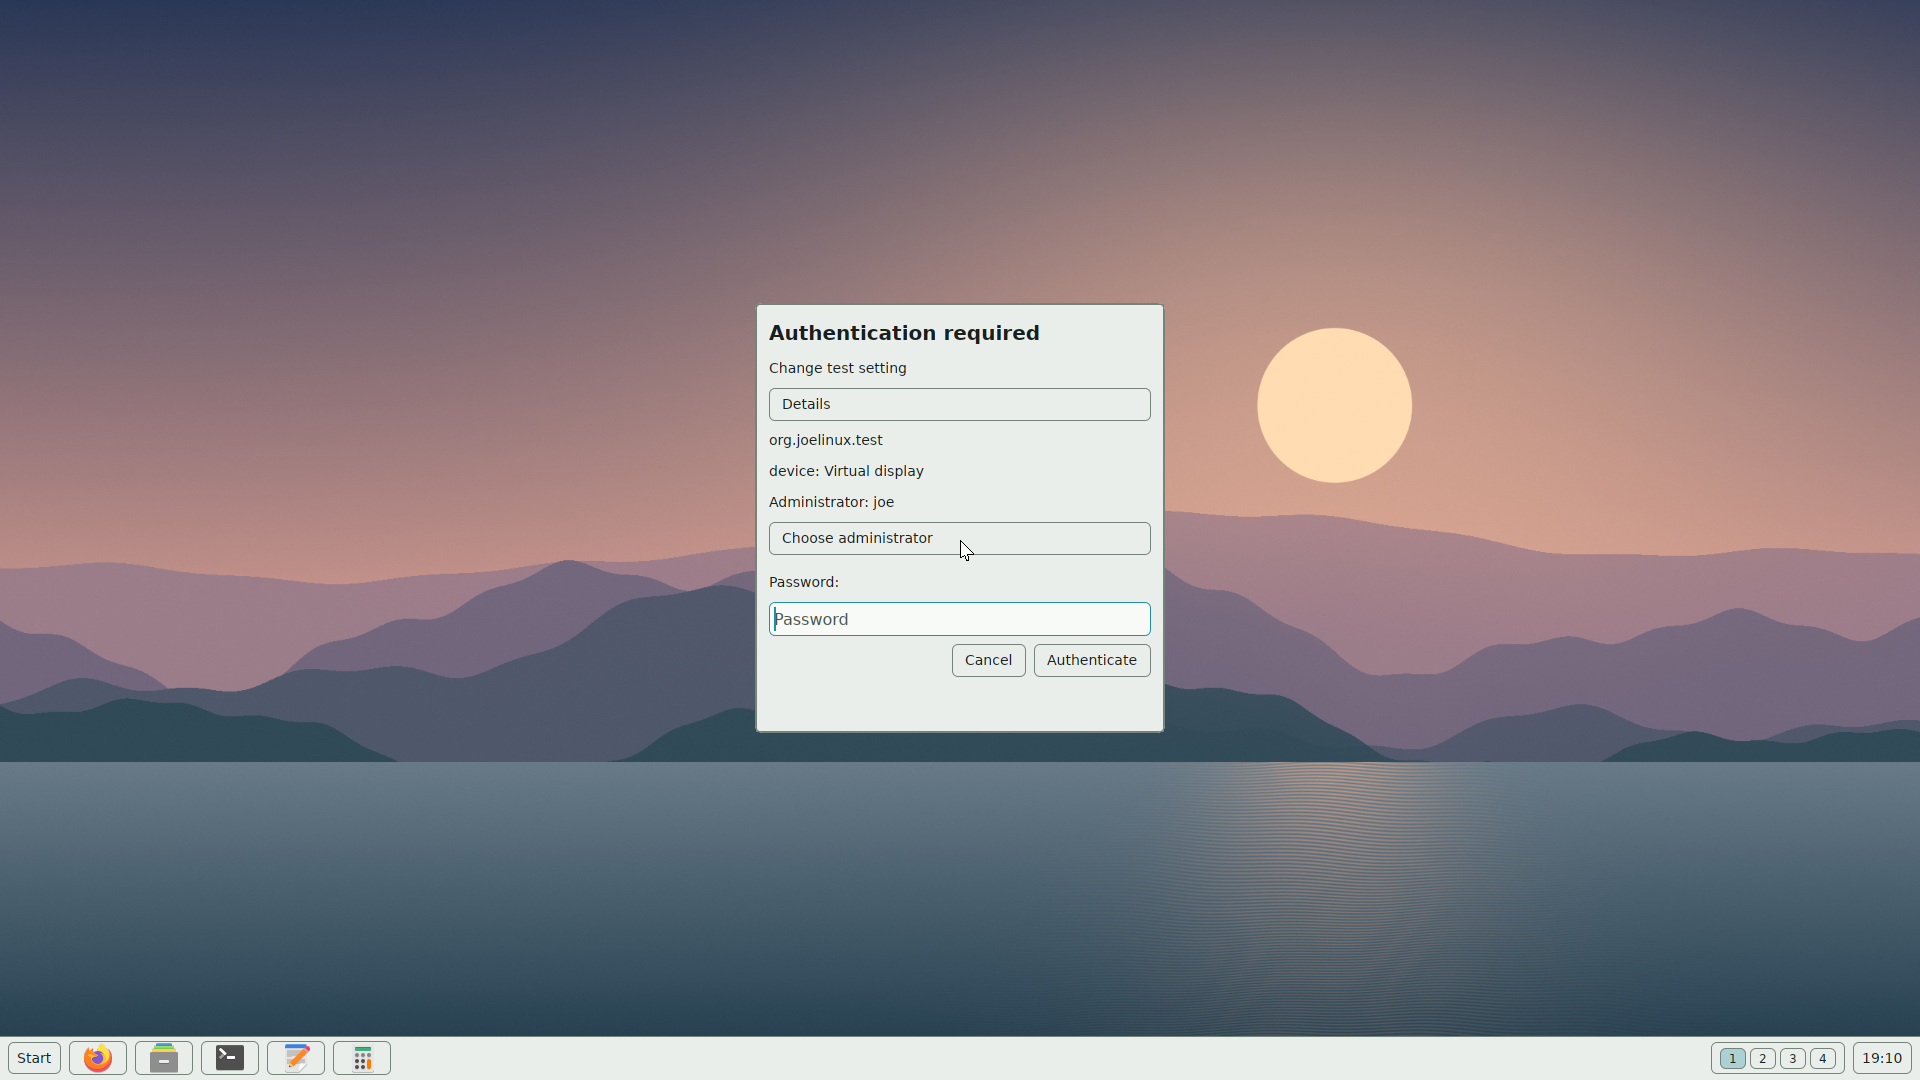 Authentication required
Change test setting
Details
org.joelinux.test
device: Virtual display
Administrator: joe
Choose administrator
Password:
Password
Cancel Authenticate
Start 1 2 3 4 19:10